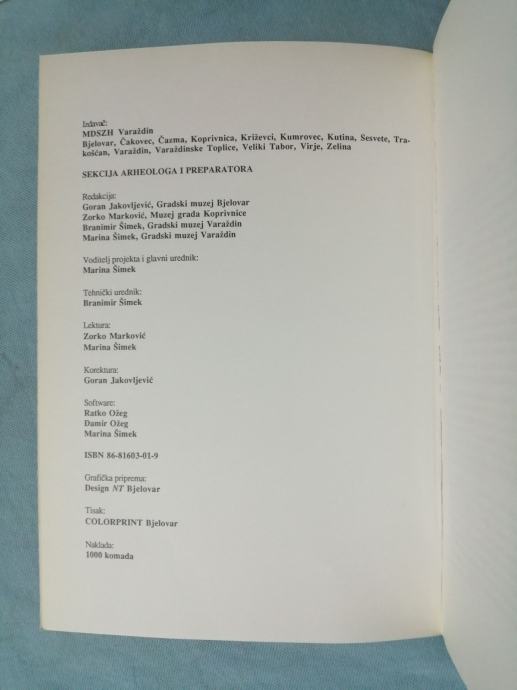 Izdavač:
MDSZH Varaždin
Bjelovar, Čakovec, Čazma, Koprivnica, Križevci, Kumrovec, Kutina, Sesvete, Tra-
košćan, Varaždin, Varaždinske Toplice, Veliki Tabor, Virje, Zelina
SEKCIJA ARHEOLOGA I PREPARATORA
Redakcija:
Goran Jakovljević, Gradski muzej Bjelovar
Zorko Marković, Muzej grada Koprivnice
Branimir Šimek, Gradski muzej Varaždin
Marina Šimek, Gradski muzej Varaždin
Voditelj projekta i glavni urednik:
Marina Šimek
Tehnički urednik:
Branimir Šimek
Lektura:
Zorko Marković
Marina Šimek
Korektura:
Goran Jakovljević
Software:
Ratko Ožeg
Damir Ožeg
Marina Šimek
ISBN 86-81603-01-9
Grafička priprema:
Design NT Bjelovar
Tisak:
COLORPRINT Bjelovar
Naklada:
1000 komada